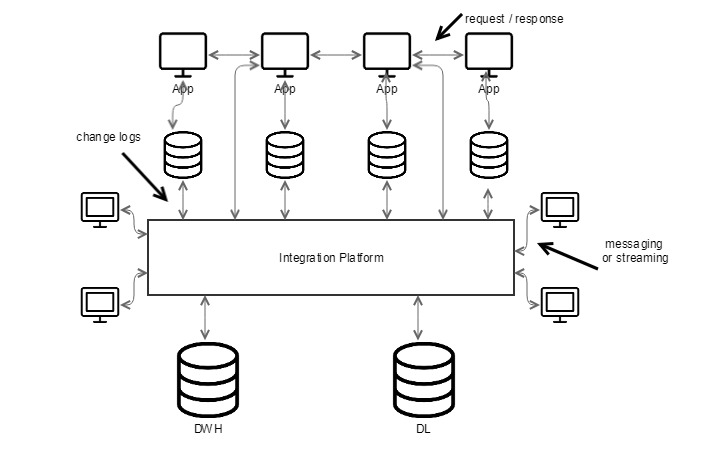 request / response
App
App
App
App
change logs
messaging
or streaming
Integration Platform
DWH
DL